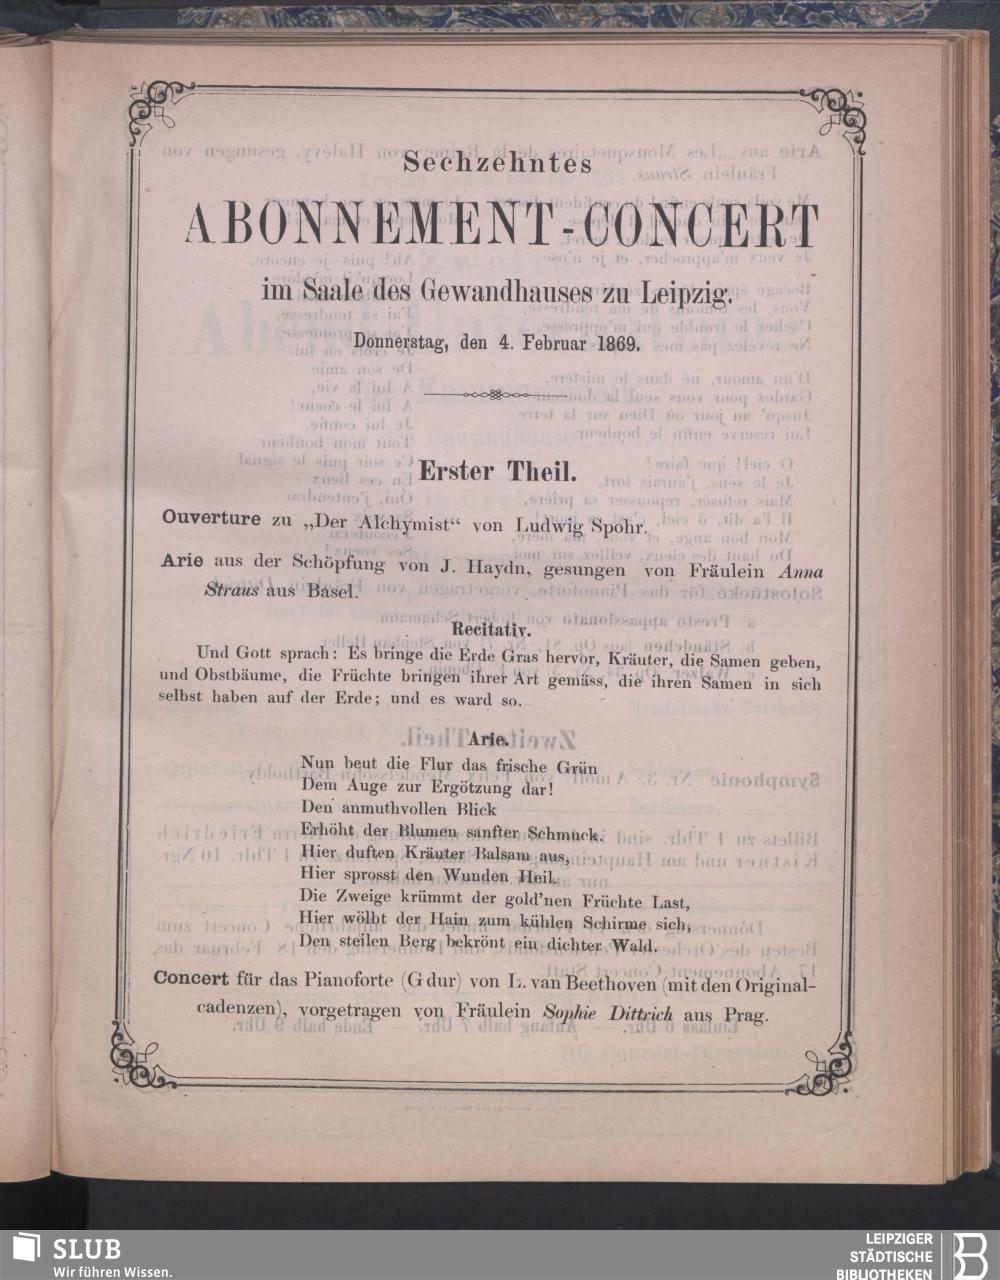 Sechzehntes
ABONNEMENT-CONCERT
im Saale des Gewandhauses zu Leipzig.
Donnerstag, den 4. Februar 1869.
Erster Theil.
Ouverture zu „Der Alchymist“ von Ludwig Spohr.
Arie aus der Schöpfung von J. Haydn, gesungen von Fräulein Anna
Straus aus Basel.
Recitativ.
Und Gott sprach: Es bringe die Erde Gras hervor, Kräuter, die Samen geben,
und Obstbäume, die Früchte bringen ihrer Art gemäss, die ihren Samen in sich
selbst haben auf der Erde; und es ward so.
Arie.
Nun beut die Flur das frische Grün
Dem Auge zur Ergötzung dar!
Den anmuthvollen Blick
Erhöht der Blumen sanfter Schmuck.
Hier duften Kräuter Balsam aus,
Hier sprosst den Wunden Heil.
Die Zweige krümmt der gold’nen Früchte Last,
Hier wölbt der Hain zum kühlen Schirme sich,
Den steilen Berg bekrönt ein dichter Wald.
Concert für das Pianoforte (G dur) von L. van Beethoven (mit den Original-
cadenzen), vorgetragen von Fräulein Sophie Dittrich aus Prag.
SLUB
Wir führen Wissen.
LEIPZIGER
STÄDTISCHE
BIBLIOTHEKEN